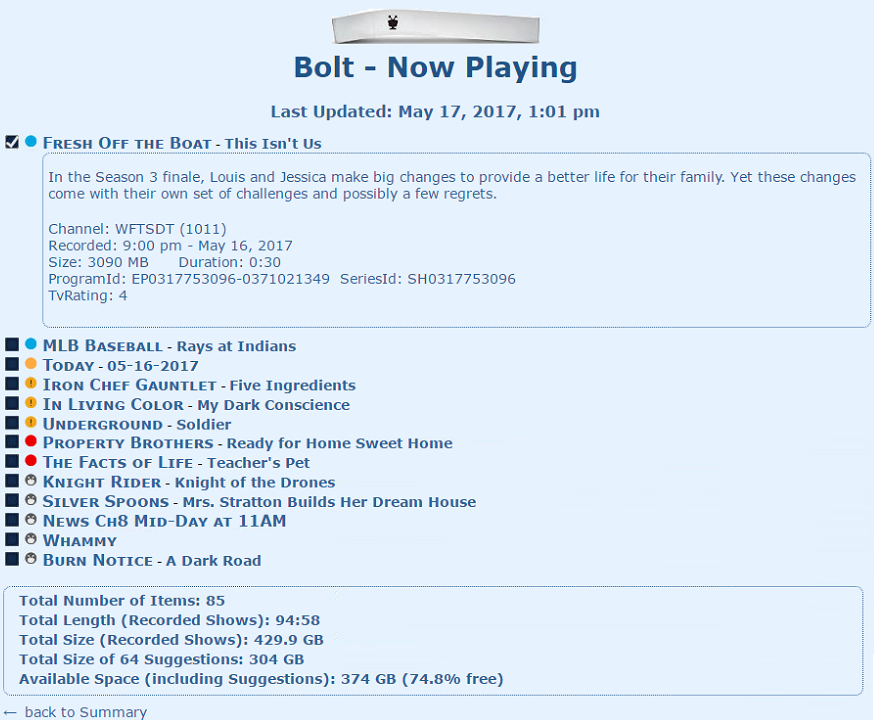 Bolt - Now Playing
Last Updated: May 17, 2017, 1:01 pm
Fresh Off the Boat - This Isn't Us
In the Season 3 finale, Louis and Jessica make big changes to provide a better life for their family. Yet these changes
come with their own set of challenges and possibly a few regrets.
Channel: WFTSDT (1011)
Recorded: 9:00 pm - May 16, 2017
Size: 3090 MB Duration: 0:30
ProgramId: EP0317753096-0371021349 SeriesId: SH0317753096
TvRating: 4
MLB Baseball - Rays at Indians
Today - 05-16-2017
Iron Chef Gauntlet - Five Ingredients
In Living Color - My Dark Conscience
Underground - Soldier
Property Brothers - Ready for Home Sweet Home
The Facts of Life - Teacher's Pet
Knight Rider - Knight of the Drones
Silver Spoons - Mrs. Stratton Builds Her Dream House
News Ch8 Mid-Day at 11AM
Whammy
Burn Notice - A Dark Road
Total Number of Items: 85
Total Length (Recorded Shows): 94:58
Total Size (Recorded Shows): 429.9 GB
Total Size of 64 Suggestions: 304 GB
Available Space (including Suggestions): 374 GB (74.8% free)
← back to Summary